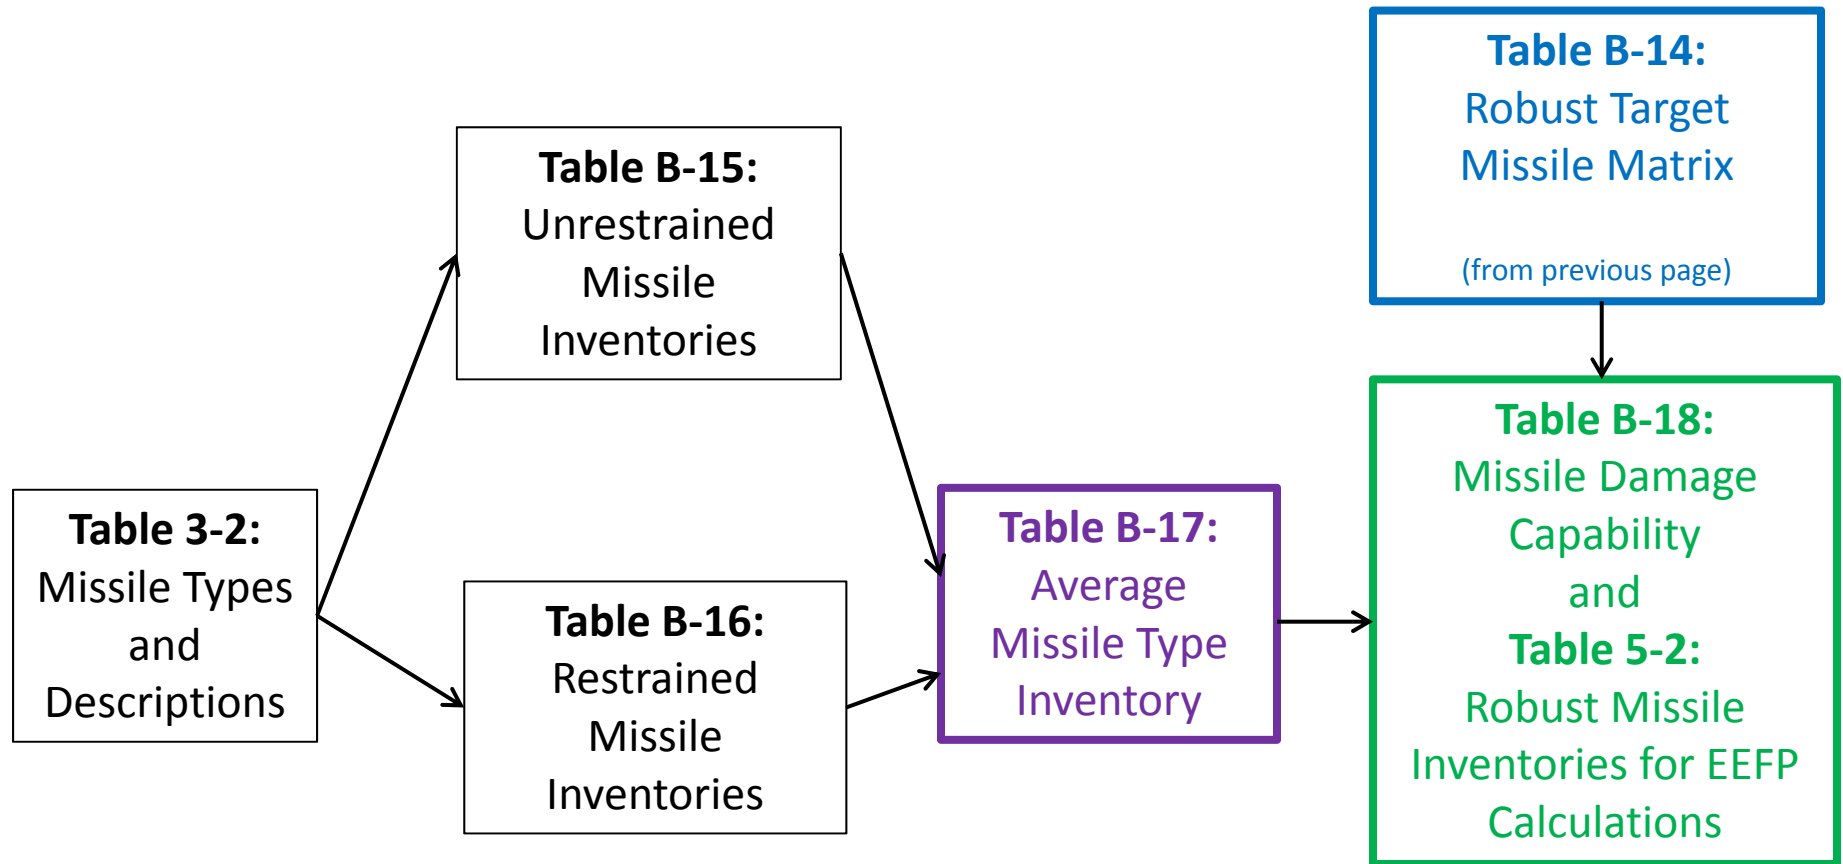 Table B-14:
Robust Target
Missile Matrix
(from previous page)
Table B-15:
Unrestrained
Missile
Inventories
Table 3-2:
Missile Types
and
Descriptions
Table B-16:
Restrained
Missile
Inventories
Table B-17:
Average
Missile Type
Inventory
Table B-18:
Missile Damage
Capability
and
Table 5-2:
Robust Missile
Inventories for EEFP
Calculations